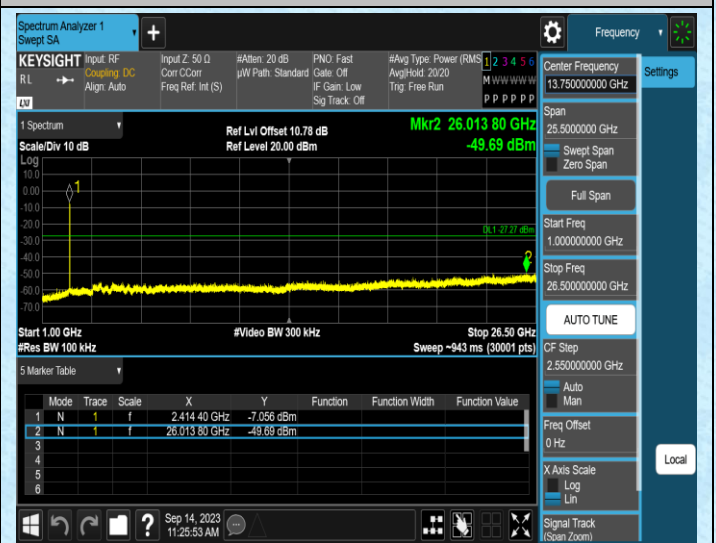 Spectrum Analyzer 1
Swept SA
+
Frequency
KEYSIGHT
RL
LXI
Input: RF
Coupling: DC
Align: Auto
Input Z: 50 Ω
Corr CCorr
Freq Ref: Int (S)
#Atten: 20 dB
µW Path: Standard
PNO: Fast
Gate: Off
IF Gain: Low
Sig Track: Off
#Avg Type: Power (RMS
Avg|Hold: 20/20
Trig: Free Run
1 2 3 4 5 6
M W W W W W
P P P P P P
1 Spectrum
Scale/Div 10 dB
Ref Lvl Offset 10.78 dB
Ref Level 20.00 dBm
Mkr2 26.013 80 GHz
-49.69 dBm
Log
10.0
0.00
-10.0
-20.0
-30.0
-40.0
-50.0
-60.0
-70.0
1
DL1 -27.27 dBm
2
Start 1.00 GHz
#Res BW 100 kHz
#Video BW 300 kHz
Stop 26.50 GHz
Sweep ~943 ms (30001 pts)
5 Marker Table
Mode Trace Scale X Y Function Function Width Function Value
1 N 1 f 2.414 40 GHz -7.056 dBm
2 N 1 f 26.013 80 GHz -49.69 dBm
3
4
5
6
?
Sep 14, 2023
11:25:53 AM
Center Frequency
13.750000000 GHz
Settings
Span
25.5000000 GHz
Swept Span
Zero Span
Full Span
Start Freq
1.000000000 GHz
Stop Freq
26.500000000 GHz
AUTO TUNE
CF Step
2.550000000 GHz
Auto
Man
Freq Offset
0 Hz
X Axis Scale
Log
Lin
Local
Signal Track
(Span Zoom)